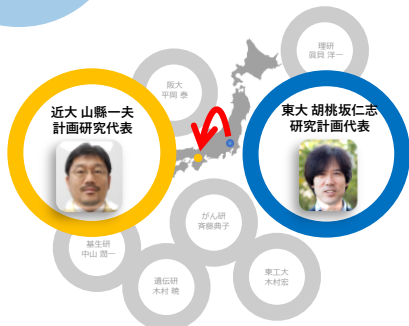 理研
眞貝 洋一
阪大
平岡 泰
近大 山縣一夫
計画研究代表
東大 胡桃坂仁志
研究計画代表
がん研
斉藤典子
基生研
中山 潤一
遺伝研
木村 暁
東工大
木村宏